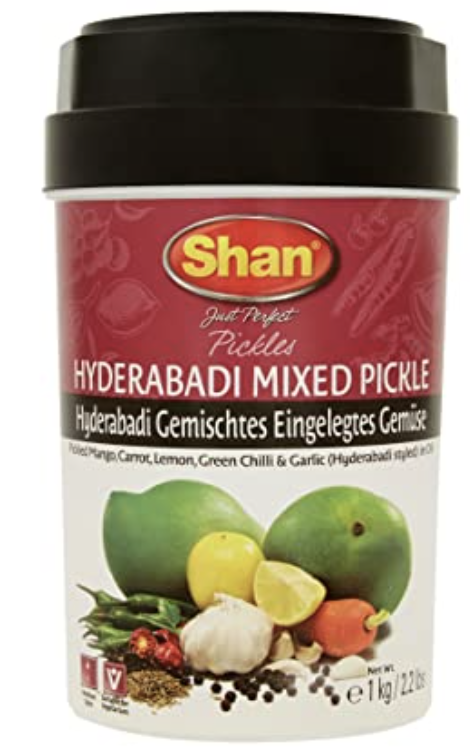 Shan®
Just Perfect
Pickles
HYDERABADI MIXED PICKLE
Hyderabadi Gemischtes Eingelegtes Gemüse
Pickled Mango, Carrot, Lemon, Green Chilli & Garlic (Hyderabadi styled) in Oil
Net Wt.
e 1 kg / 2.2 lbs